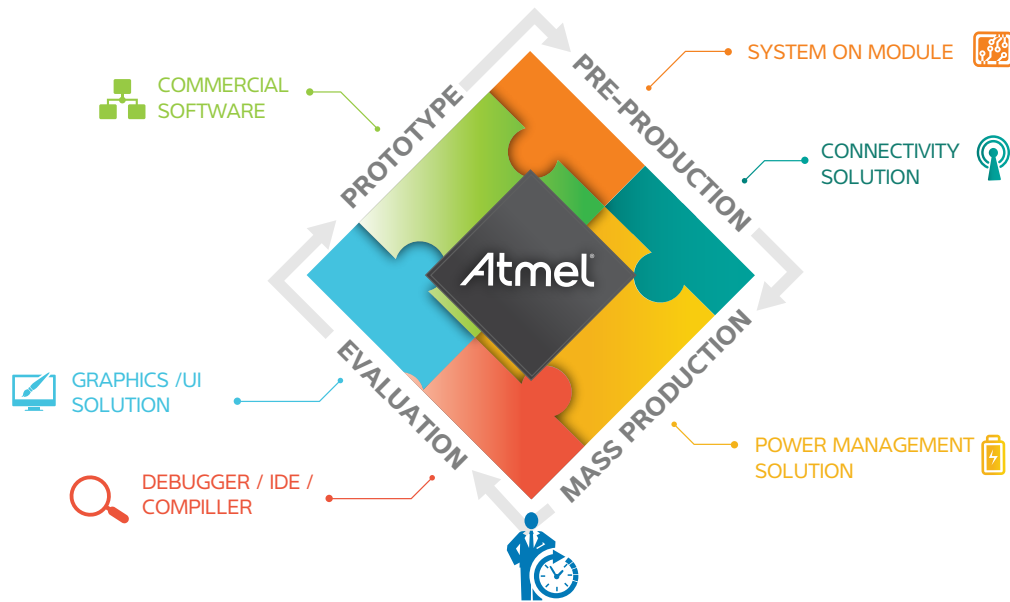 SYSTEM ON MODULE
COMMERCIAL
SOFTWARE
PROTOTYPE
PRE-PRODUCTION
CONNECTIVITY
SOLUTION
Atmel
GRAPHICS /UI
SOLUTION
EVALUATION
MASS PRODUCTION
POWER MANAGEMENT
SOLUTION
DEBUGGER / IDE /
COMPILLER